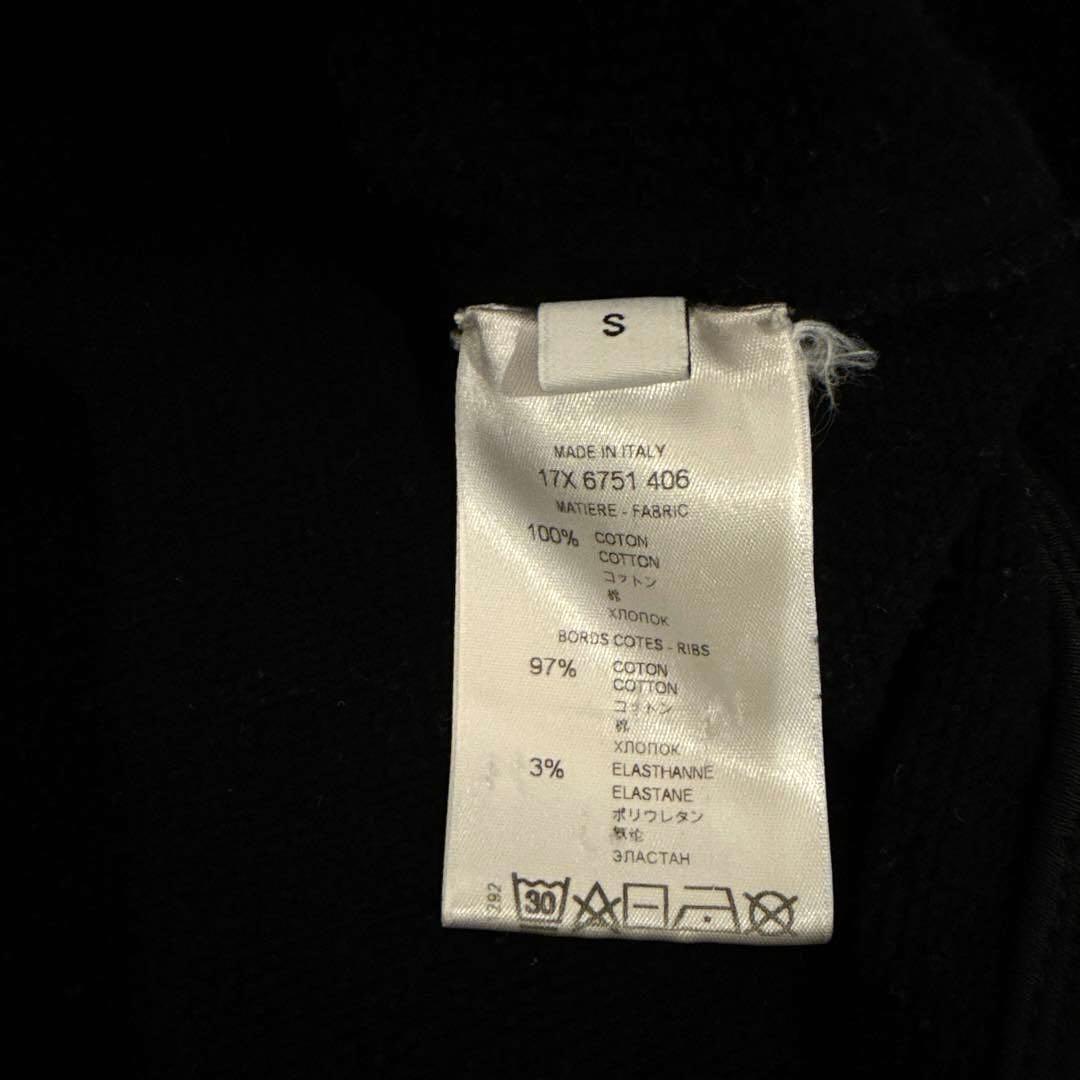 S
MADE IN ITALY
17X 6751 406
MATIERE - FABRIC
100% COTON
COTTON
コットン
棉
ХЛОПОК
BORDS COTES - RIBS
97% COTON
COTTON
コットン
棉
ХЛОПОК
3% ELASTHANNE
ELASTANE
ポリウレタン
ЭЛАСТАН
292
30